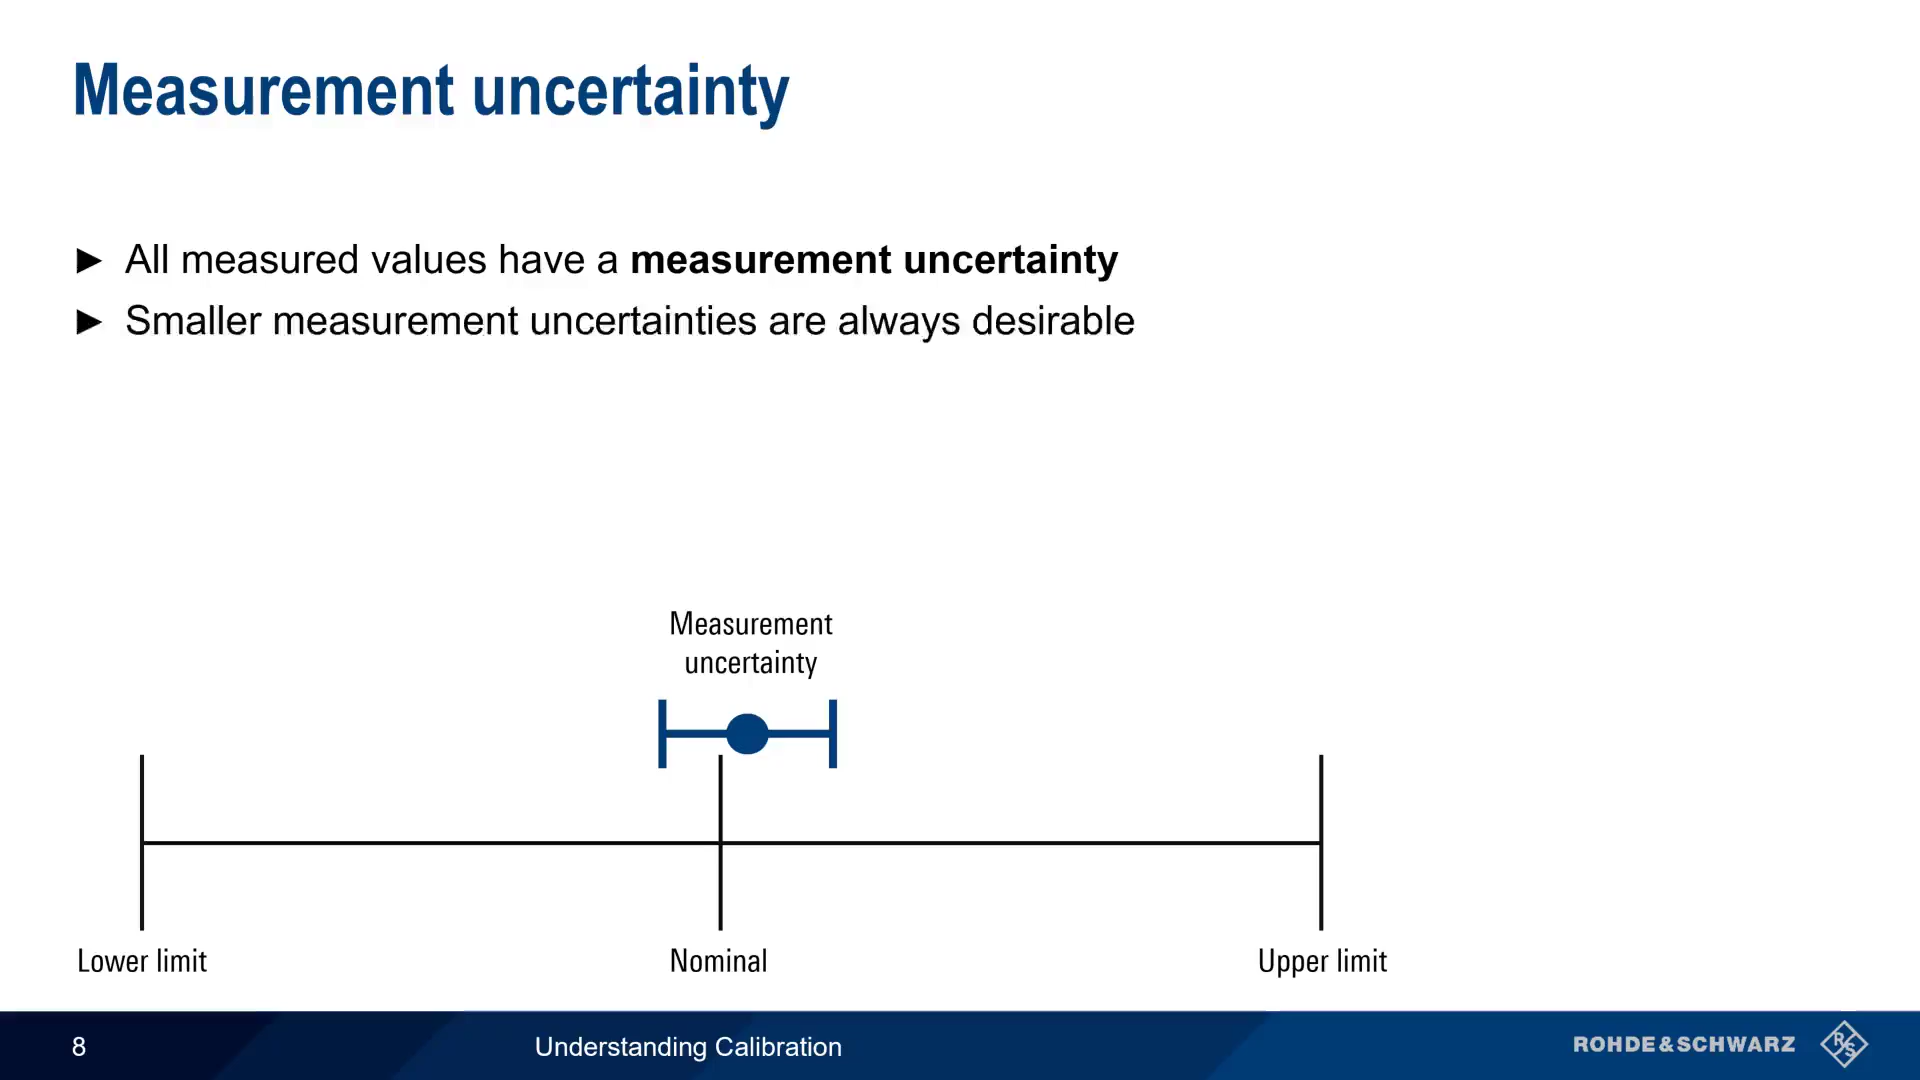 Measurement uncertainty
► All measured values have a measurement uncertainty
► Smaller measurement uncertainties are always desirable
Measurement
uncertainty
Lower limit
Nominal
Upper limit
8
Understanding Calibration
ROHDE&SCHWARZ
R
S